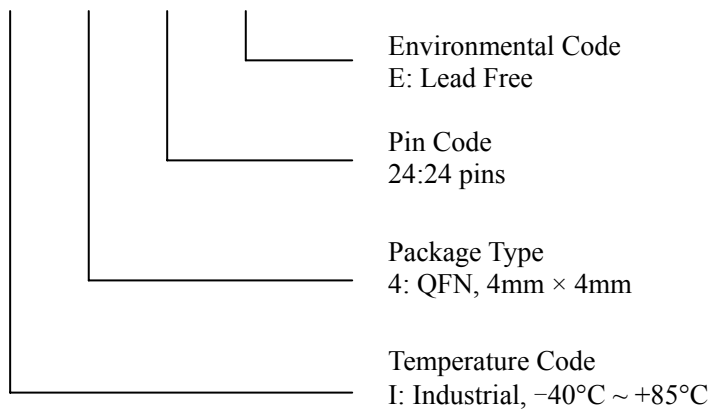 Environmental Code
E: Lead Free
Pin Code
24:24 pins
Package Type
4: QFN, 4mm × 4mm
Temperature Code
I: Industrial, −40°C ~ +85°C